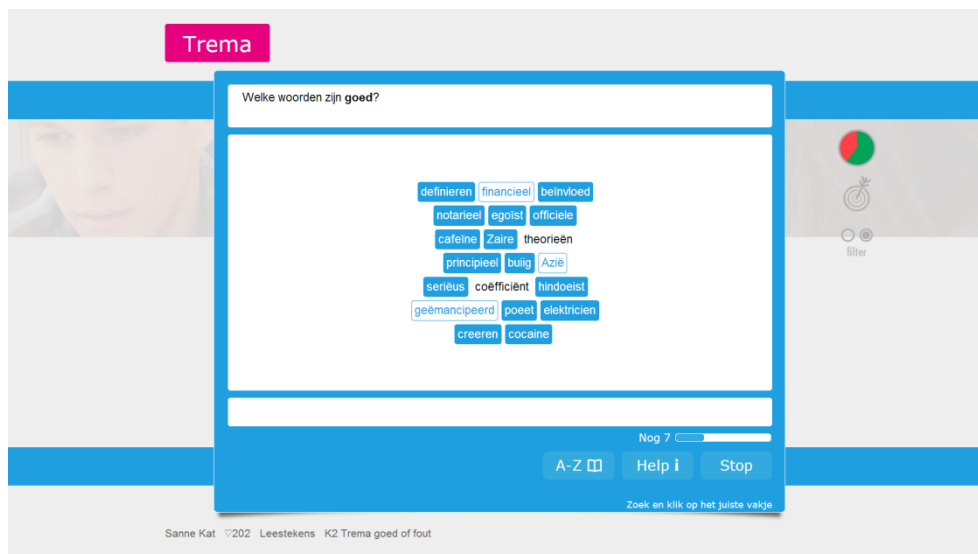 Trema
Welke woorden zijn goed?
definieren financieel beïnvloed
notarieel egoïst officiele
cafeïne Zaire theorieën
principieel buiig Azië
seriëus coëfficiënt hindoeist
geëmancipeerd poeet elektricien
creeren cocaine
filter
Nog 7
A-Z Help i Stop
Zoek en klik op het juiste vakje
Sanne Kat ♡202 Leestekens K2 Trema goed of fout